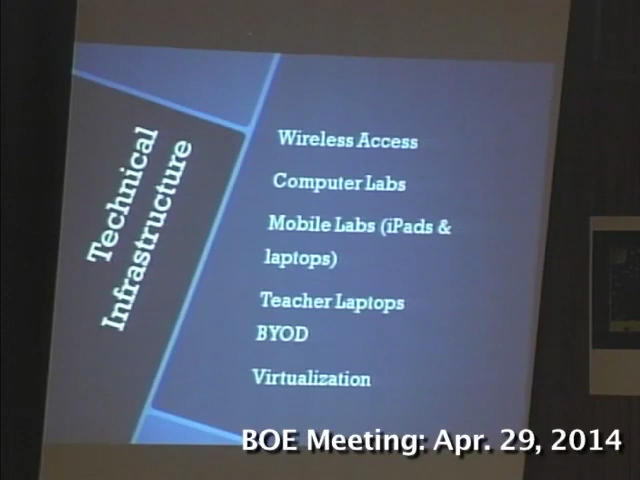 Technical
Infrastructure
Wireless Access
Computer Labs
Mobile Labs (iPads &
laptops)
Teacher Laptops
BYOD
Virtualization
BOE Meeting: Apr. 29, 2014